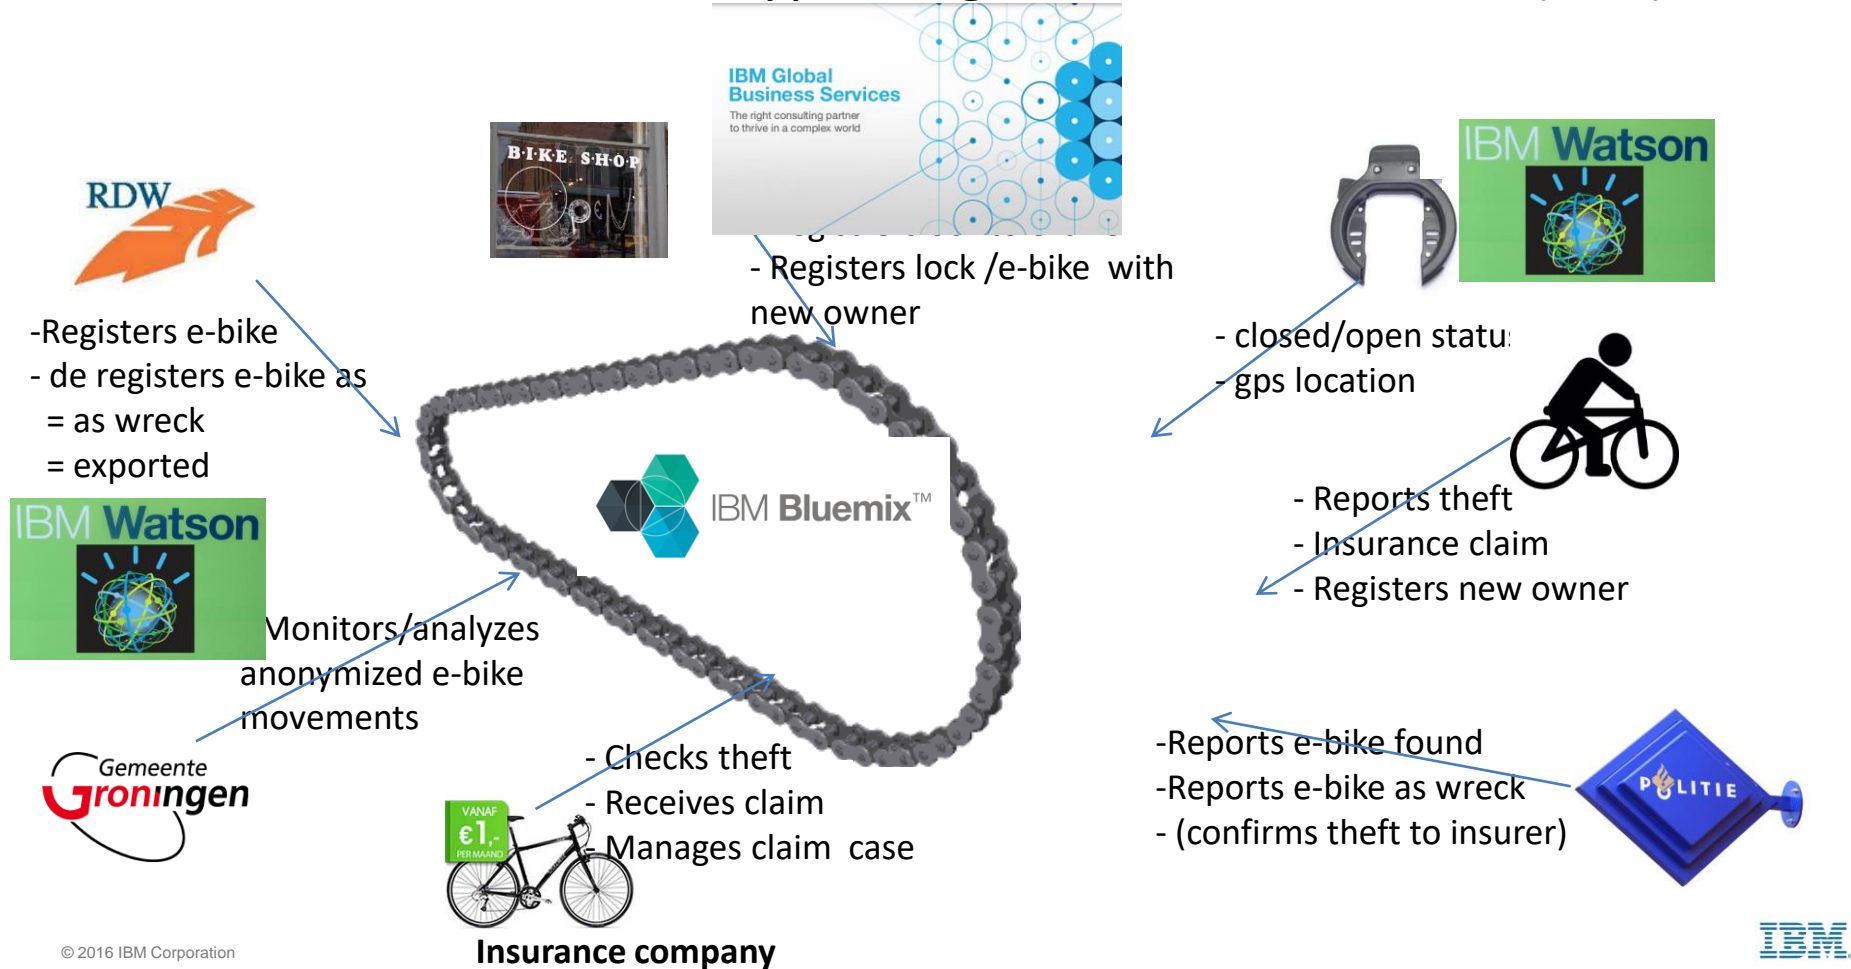 IBM Global
Business Services
The right consulting partner
to thrive in a complex world
B·I·K·E S·H·O·P
IBM Watson
RDW
- Registers lock /e-bike with
new owner
-Registers e-bike
- de registers e-bike as
= as wreck
= exported
- closed/open status
- gps location
IBM Bluemix™
- Reports theft
- Insurance claim
- Registers new owner
IBM Watson
Monitors/analyzes
anonymized e-bike
movements
Gemeente
Groningen
- Checks theft
- Receives claim
- Manages claim case
VANAF
€1,-
PER MAAND
Insurance company
-Reports e-bike found
-Reports e-bike as wreck
- (confirms theft to insurer)
POLITIE
© 2016 IBM Corporation
IBM